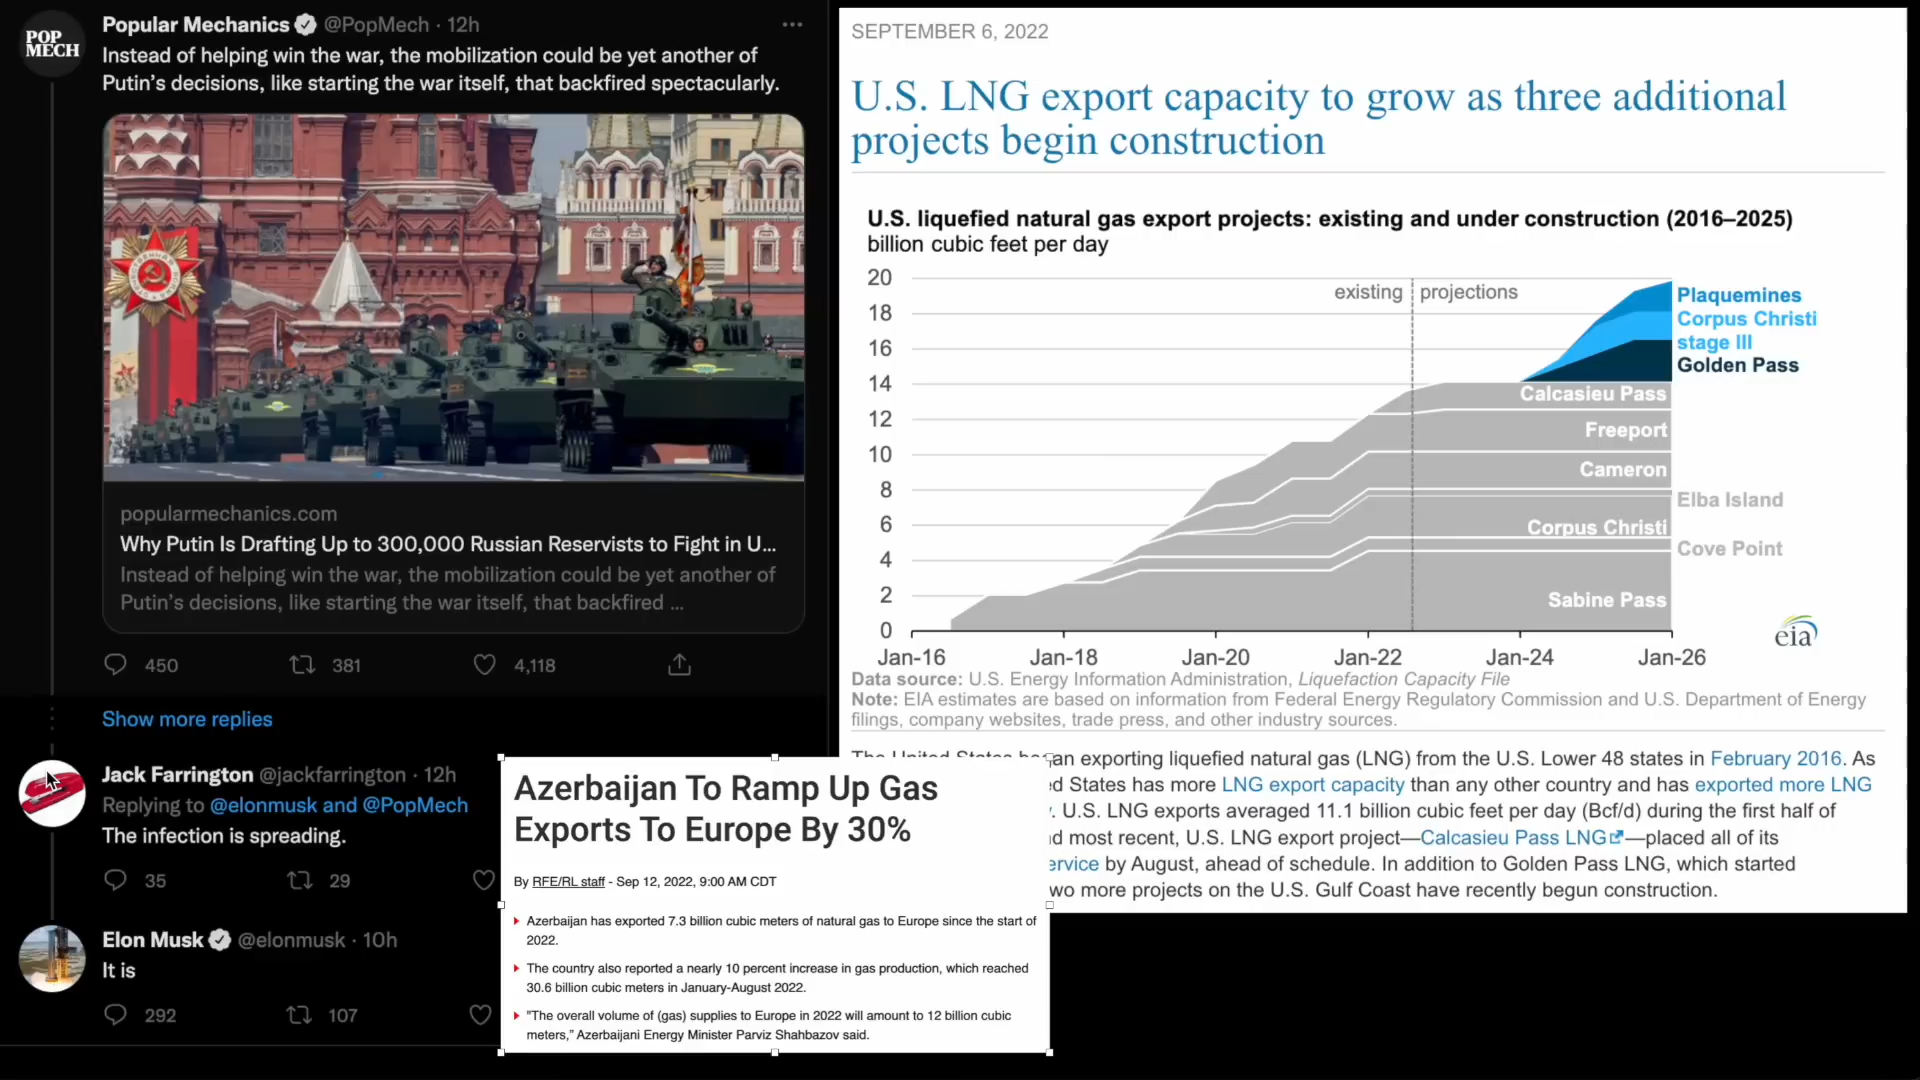 POP
MECH
Popular Mechanics @PopMech · 12h
Instead of helping win the war, the mobilization could be yet another of
Putin's decisions, like starting the war itself, that backfired spectacularly.
popularmechanics.com
Why Putin Is Drafting Up to 300,000 Russian Reservists to Fight in U...
Instead of helping win the war, the mobilization could be yet another of
Putin's decisions, like starting the war itself, that backfired ...
450 381 4,118
Show more replies
Jack Farrington @jackfarrington · 12h
Replying to @elonmusk and @PopMech
The infection is spreading.
35 29
Elon Musk @elonmusk · 10h
It is
292 107
SEPTEMBER 6, 2022
U.S. LNG export capacity to grow as three additional
projects begin construction
U.S. liquefied natural gas export projects: existing and under construction (2016–2025)
billion cubic feet per day
20
18
16
14
12
10
8
6
4
2
0
existing projections
Plaquemines
Corpus Christi
stage III
Golden Pass
Calcasieu Pass
Freeport
Cameron
Elba Island
Corpus Christi
Cove Point
Sabine Pass
eia
Jan-16 Jan-18 Jan-20 Jan-22 Jan-24 Jan-26
Data source: U.S. Energy Information Administration, Liquefaction Capacity File
Note: EIA estimates are based on information from Federal Energy Regulatory Commission and U.S. Department of Energy
filings, company websites, trade press, and other industry sources.
The United States began exporting liquefied natural gas (LNG) from the U.S. Lower 48 states in February 2016. As
ed States has more LNG export capacity than any other country and has exported more LNG
. U.S. LNG exports averaged 11.1 billion cubic feet per day (Bcf/d) during the first half of
d most recent, U.S. LNG export project—Calcasieu Pass LNG—placed all of its
ervice by August, ahead of schedule. In addition to Golden Pass LNG, which started
wo more projects on the U.S. Gulf Coast have recently begun construction.
Azerbaijan To Ramp Up Gas
Exports To Europe By 30%
By RFE/RL staff - Sep 12, 2022, 9:00 AM CDT
Azerbaijan has exported 7.3 billion cubic meters of natural gas to Europe since the start of
2022.
The country also reported a nearly 10 percent increase in gas production, which reached
30.6 billion cubic meters in January-August 2022.
"The overall volume of (gas) supplies to Europe in 2022 will amount to 12 billion cubic
meters," Azerbaijani Energy Minister Parviz Shahbazov said.